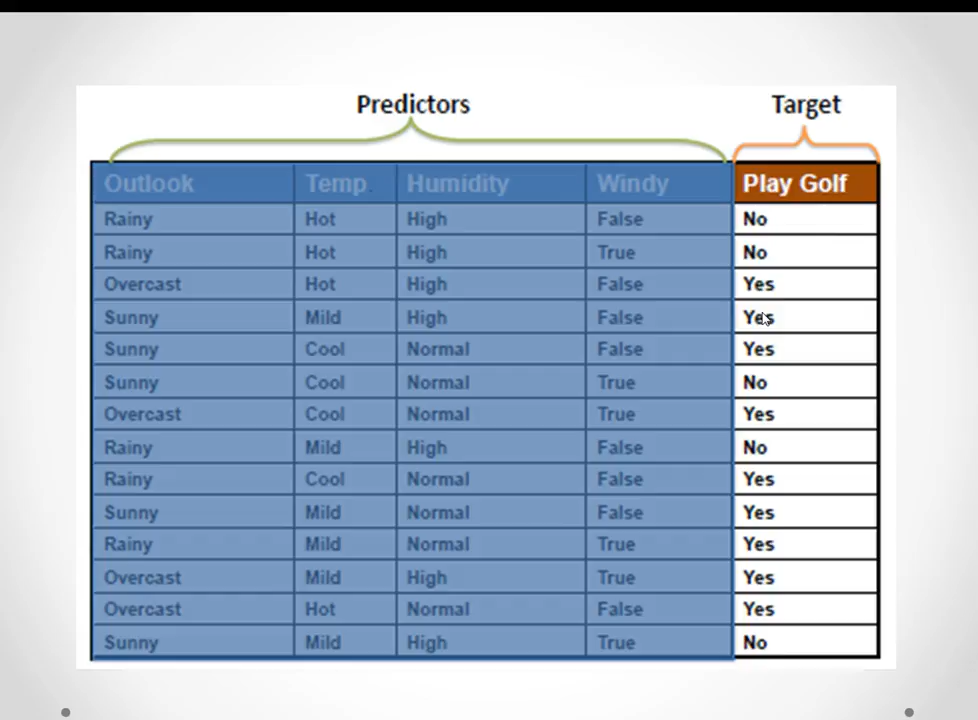 Predictors Target
Outlook Temp. Humidity Windy Play Golf
Rainy Hot High False No
Rainy Hot High True No
Overcast Hot High False Yes
Sunny Mild High False Yes
Sunny Cool Normal False Yes
Sunny Cool Normal True No
Overcast Cool Normal True Yes
Rainy Mild High False No
Rainy Cool Normal False Yes
Sunny Mild Normal False Yes
Rainy Mild Normal True Yes
Overcast Mild High True Yes
Overcast Hot Normal False Yes
Sunny Mild High True No